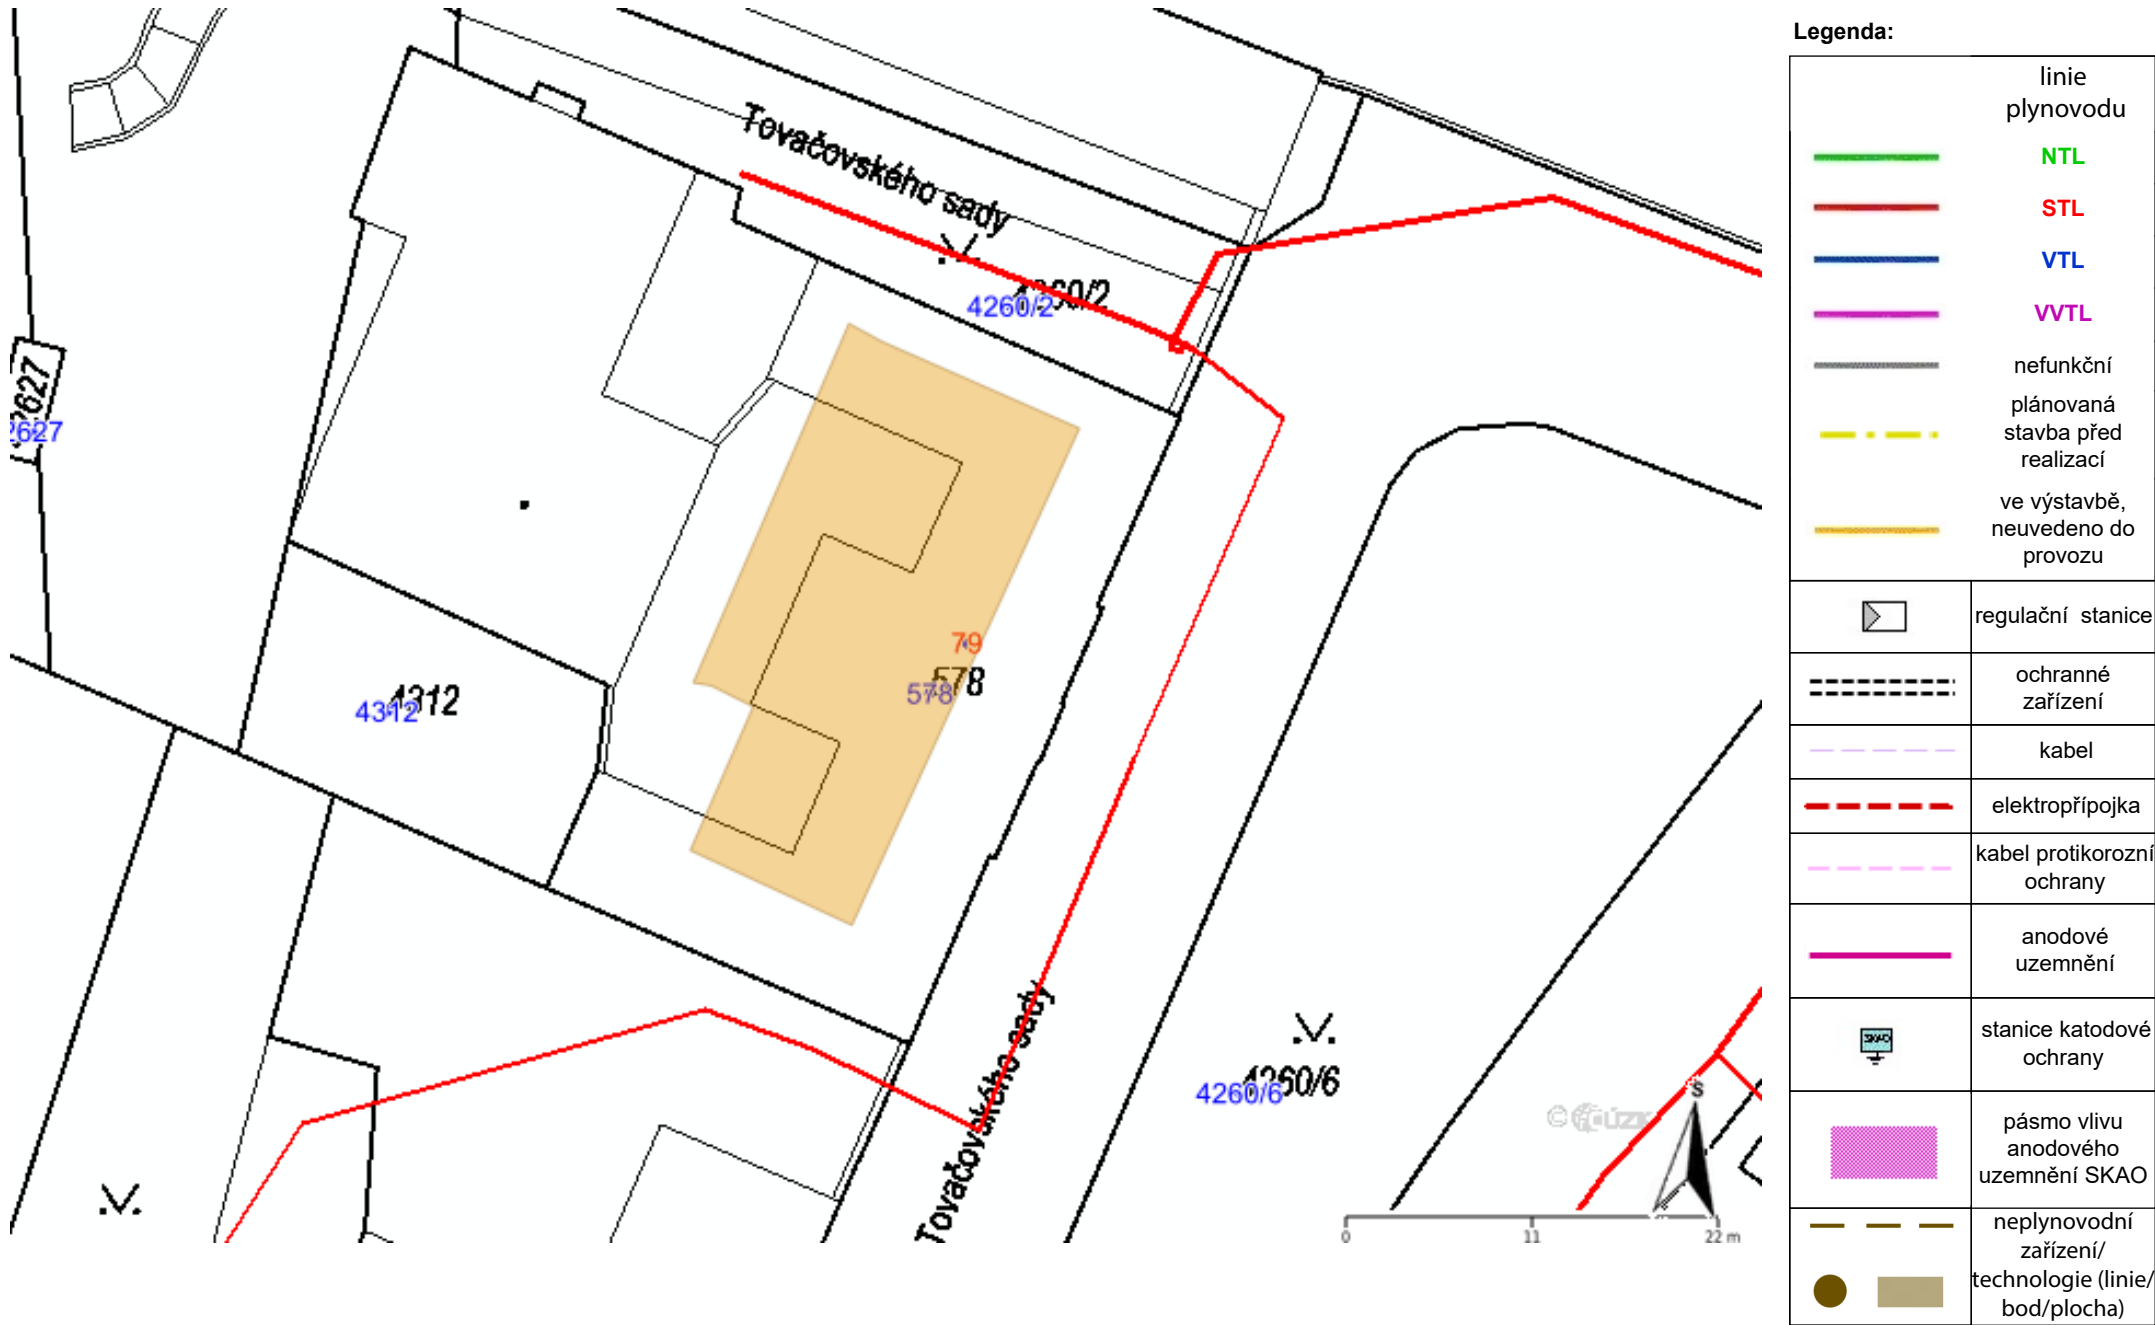 Tovačovského sady
4260/2
4260/2
2627
2627
79
578
578
4312
4312
Tovačovského sady
4260/6
4260/6
S
0
11
22 m
Legenda:
linie
plynovodu
NTL
STL
VTL
VVTL
nefunkční
plánovaná
stavba před
realizací
ve výstavbě,
neuvedeno do
provozu
regulační stanice
ochranné
zařízení
kabel
elektropřípojka
kabel protikorozní
ochrany
anodové
uzemnění
SKAO
stanice katodové
ochrany
pásmo vlivu
anodového
uzemnění SKAO
neplynovodní
zařízení/
technologie (linie/
bod/plocha)